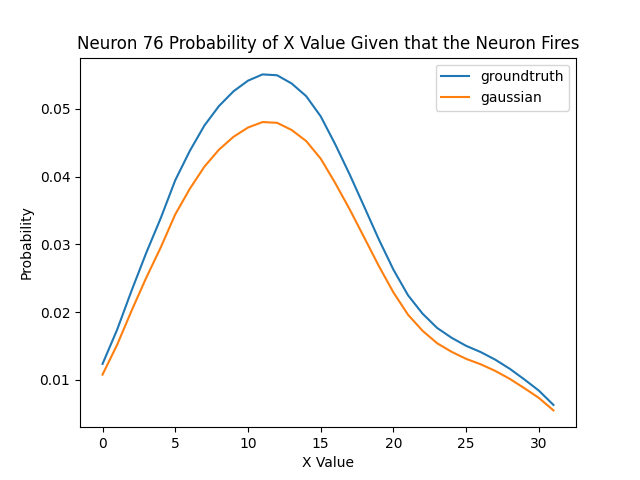 Neuron 76 Probability of X Value Given that the Neuron Fires
groundtruth
gaussian
0.05
0.04
0.03
0.02
0.01
Probability
0 5 10 15 20 25 30
X Value